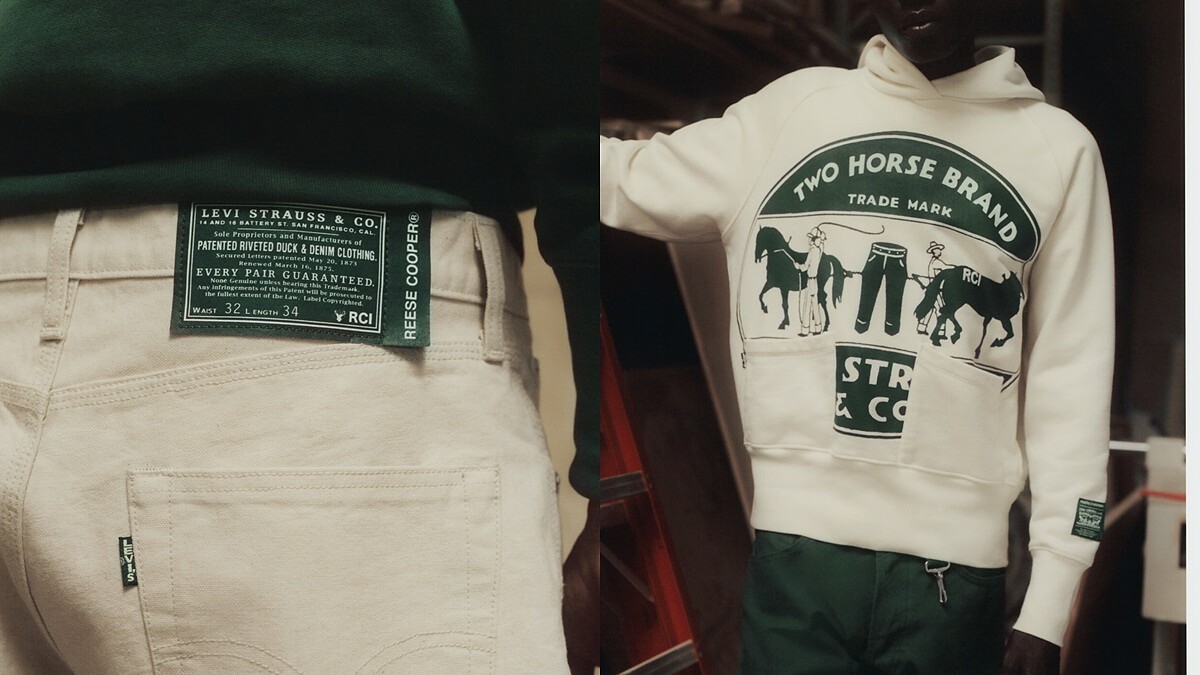 LEVI STRAUSS & CO.
14 AND 16 BATTERY ST. SAN FRANCISCO, CAL.
Sole Proprietors and Manufacturers of
PATENTED RIVETED DUCK & DENIM CLOTHING.
Secured Letters patented May 20, 1873
Renewed March 16, 1875.
EVERY PAIR GUARANTEED.
None Genuine unless bearing this Trademark.
Any infringements of this Patent will be prosecuted to
the fullest extent of the Law. Label Copyrighted.
WAIST 32 LENGTH 34
RCI
REESE COOPER®
LEVI'S
TWO HORSE BRAND
TRADE MARK
RCI
STR
& CO